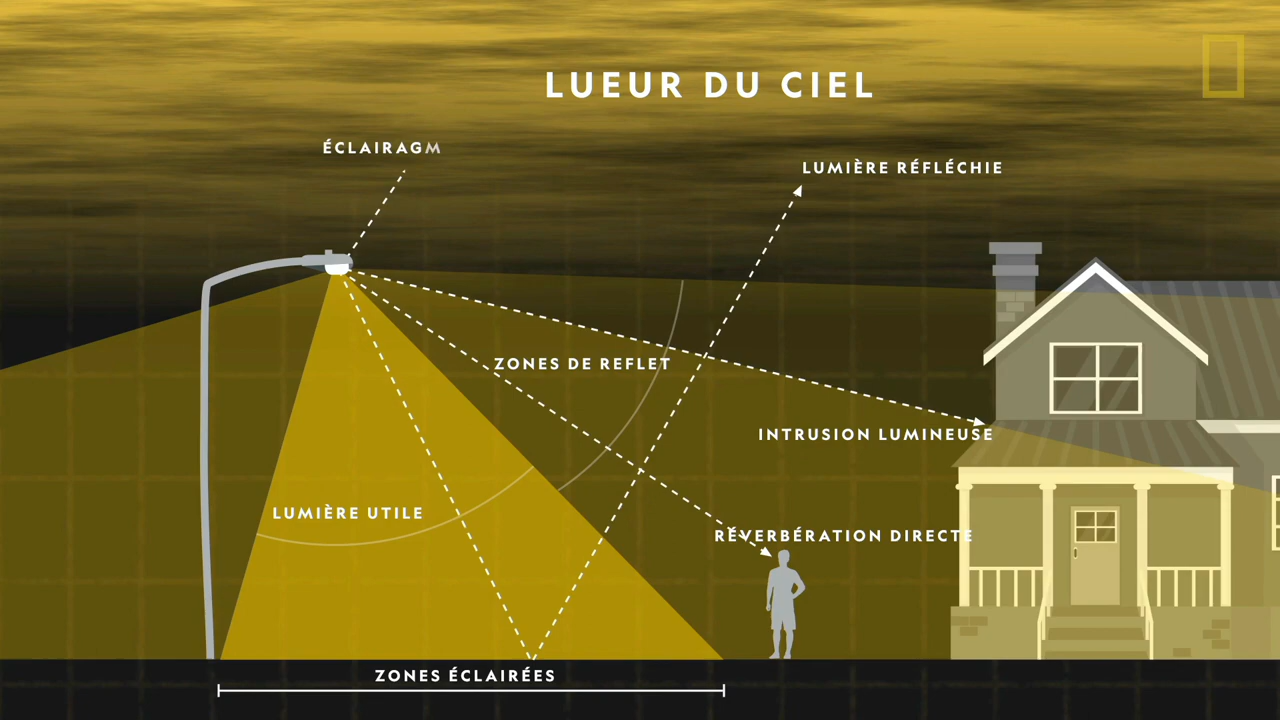 LUEUR DU CIEL
ÉCLAIRAGM
LUMIÈRE RÉFLÉCHIE
ZONES DE REFLET
INTRUSION LUMINEUSE
LUMIÈRE UTILE
RÉVERBÉRATION DIRECTE
ZONES ÉCLAIRÉES